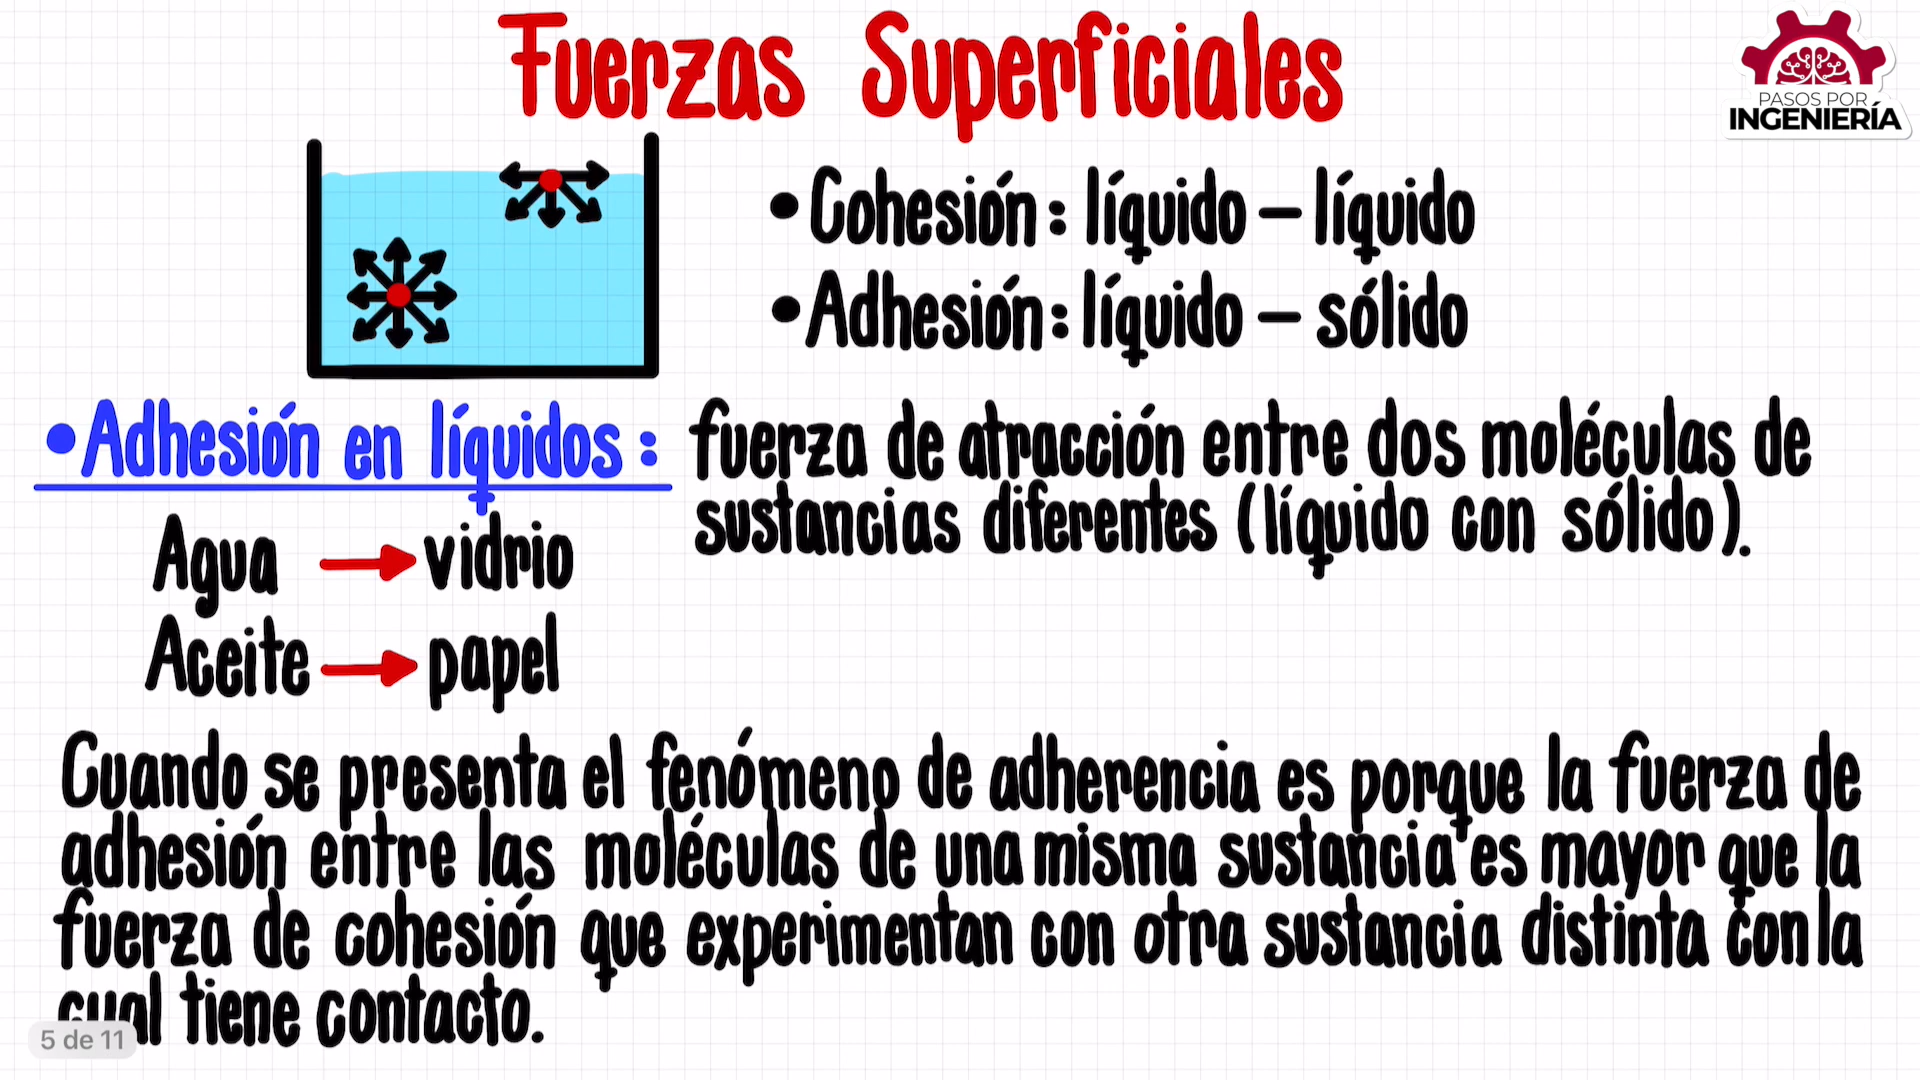 Fuerzas Superficiales
PASOS POR
INGENIERÍA
• Cohesión: líquido – líquido
• Adhesión: líquido – sólido
• Adhesión en líquidos: fuerza de atracción entre dos moléculas de
sustancias diferentes (líquido con sólido).
Agua → vidrio
Aceite → papel
Cuando se presenta el fenómeno de adherencia es porque la fuerza de
adhesión entre las moléculas de una misma sustancia es mayor que la
fuerza de cohesión que experimentan con otra sustancia distinta con la
cual tiene contacto.
5 de 11